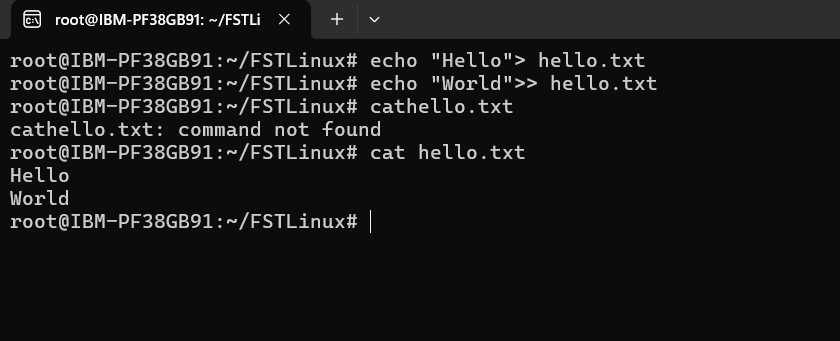 root@IBM-PF38GB91: ~/FSTLi
root@IBM-PF38GB91:~/FSTLinux# echo "Hello"> hello.txt
root@IBM-PF38GB91:~/FSTLinux# echo "World">> hello.txt
root@IBM-PF38GB91:~/FSTLinux# cathello.txt
cathello.txt: command not found
root@IBM-PF38GB91:~/FSTLinux# cat hello.txt
Hello
World
root@IBM-PF38GB91:~/FSTLinux#